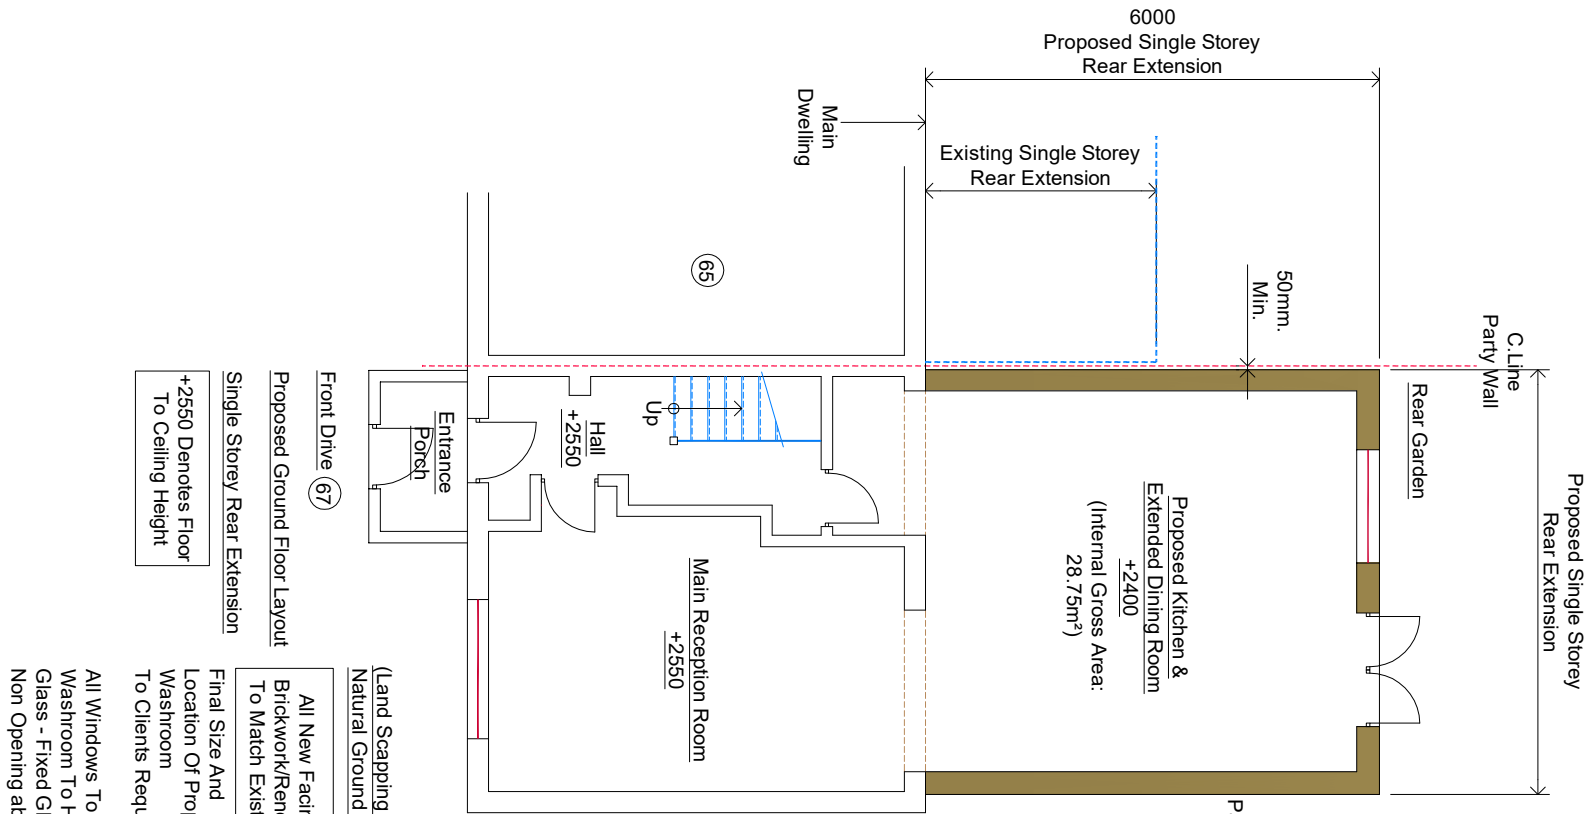 6000
Proposed Single Storey
Rear Extension
Main
Dwelling
Existing Single Storey
Rear Extension
65
50mm.
Min.
C.Line
Party Wall
Rear Garden
Proposed Single Storey
Rear Extension
Proposed Kitchen &
Extended Dining Room
+2400
(Internal Gross Area:
28.75m²)
Up
Hall
+2550
Entrance
Porch
Main Reception Room
+2550
Front Drive 67
Proposed Ground Floor Layout
Single Storey Rear Extension
+2550 Denotes Floor
To Ceiling Height
(Land Scapping
Natural Ground
All New Facin
Brickwork/Rend
To Match Exist
Final Size And
Location Of Prop
Washroom
To Clients Requ
All Windows To
Washroom To H
Glass - Fixed Gl
Non Opening ab
P